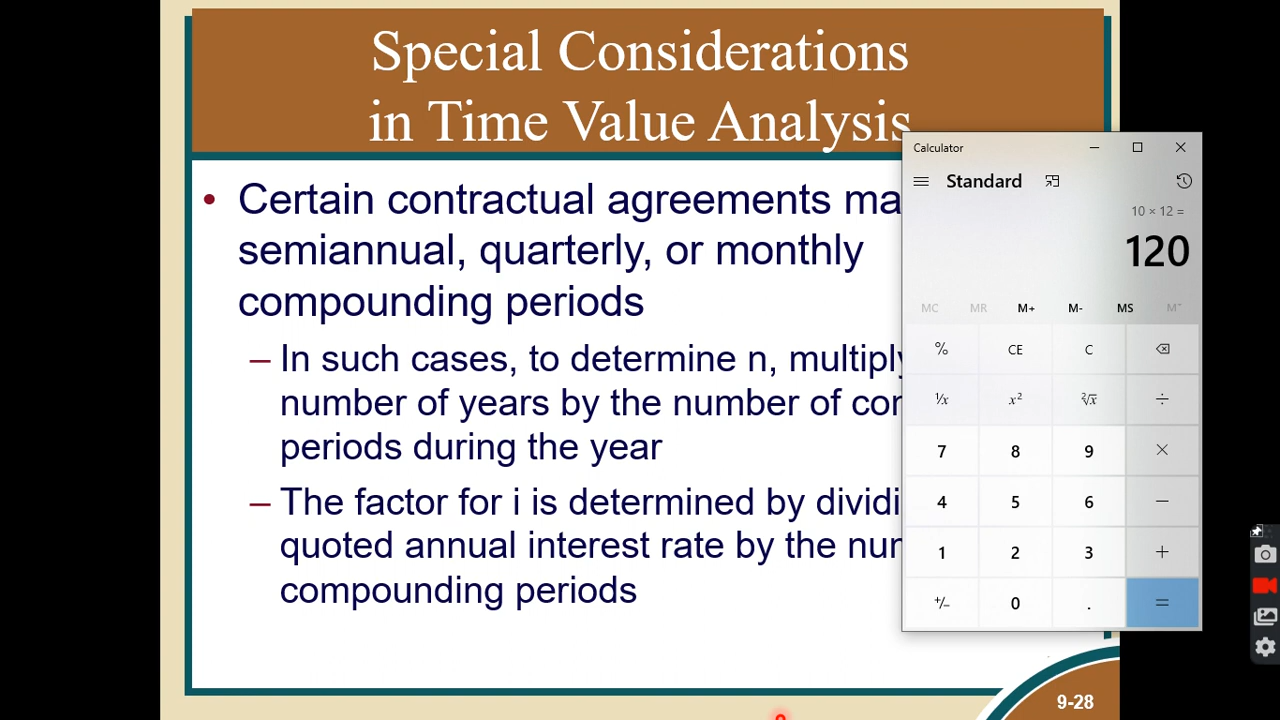 Special Considerations
in Time Value Analysis
• Certain contractual agreements ma
semiannual, quarterly, or monthly
compounding periods
– In such cases, to determine n, multiply
number of years by the number of con
periods during the year
– The factor for i is determined by dividi
quoted annual interest rate by the nun
compounding periods
9-28
Calculator
Standard
10 × 12 =
120
MC MR M+ M- MS M˅
% CE C
¹/x x² ²√x ÷
7 8 9 ×
4 5 6 −
1 2 3 +
+/− 0 . =